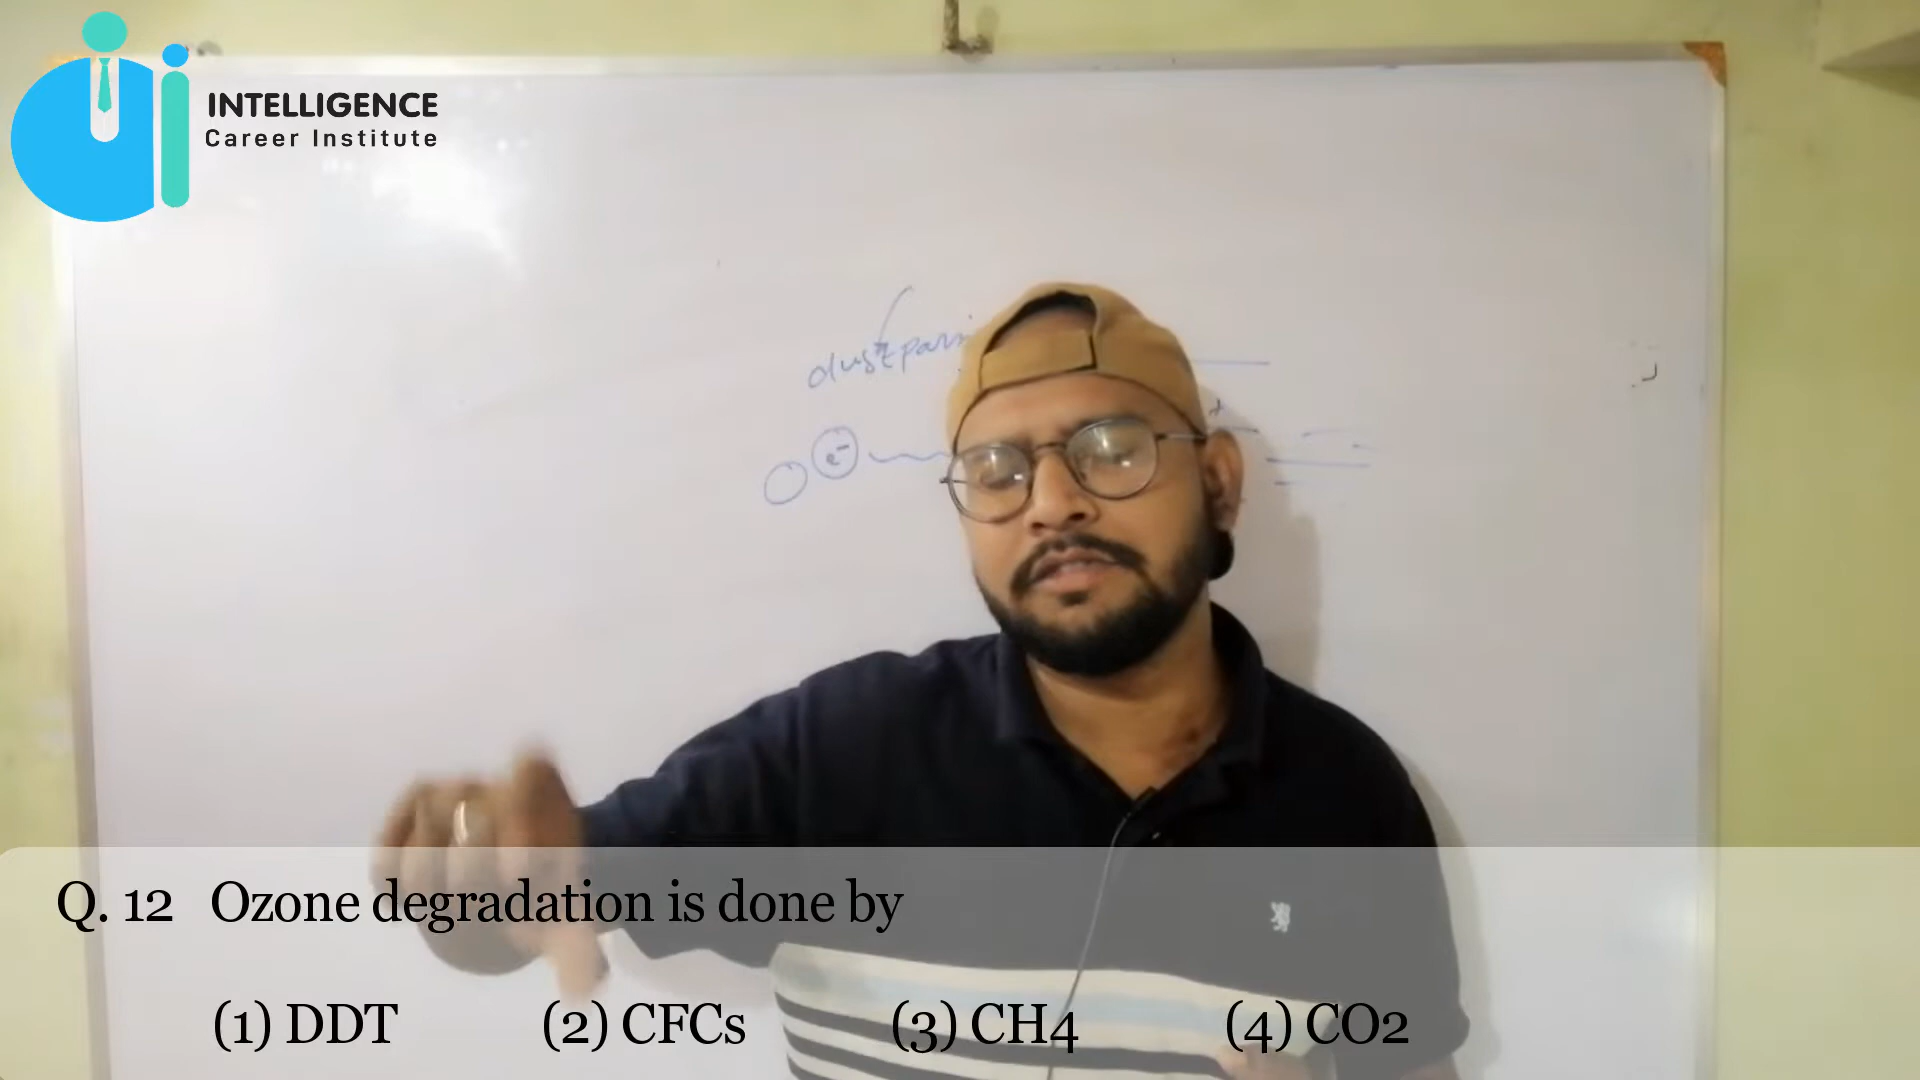 INTELLIGENCE
Career Institute
e-
Q. 12 Ozone degradation is done by
(1) DDT (2) CFCs (3) CH4 (4) CO2